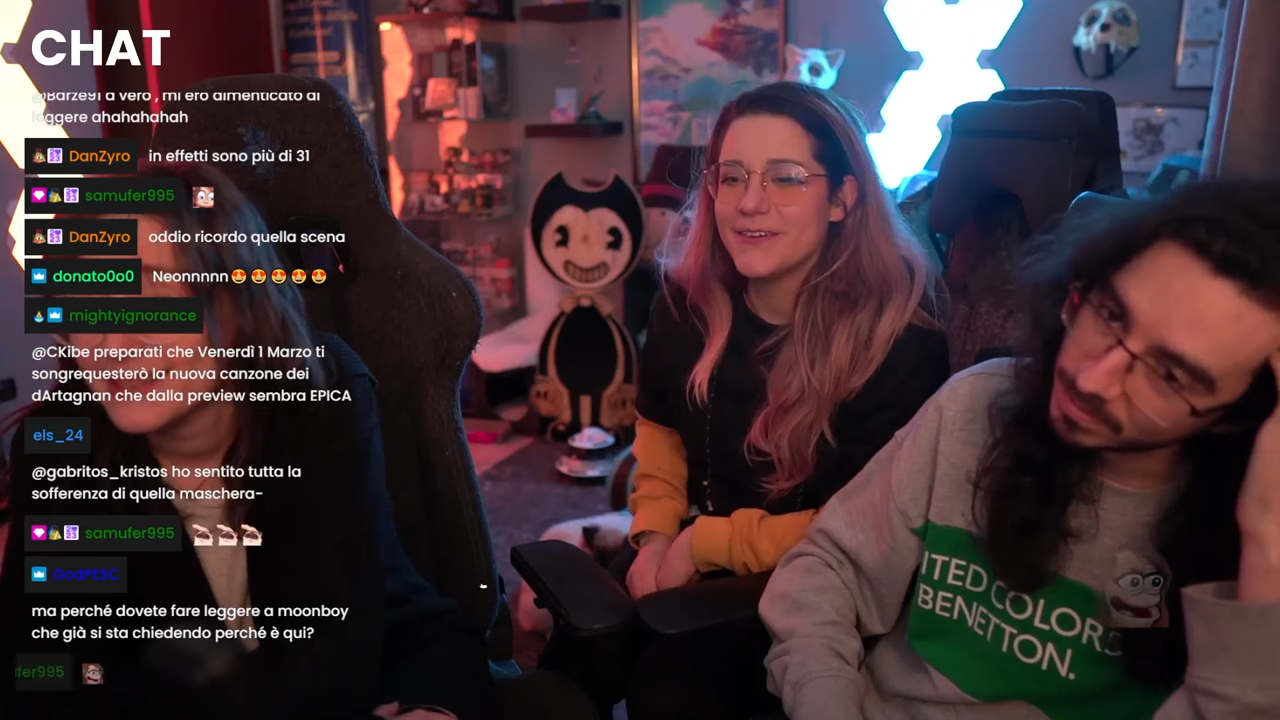 CHAT
@Barze91 a vero , mi ero dimenticato di
leggere ahahahahah
DanZyro in effetti sono più di 31
samufer995
DanZyro oddio ricordo quella scena
donato0o0 Neonnnnn😍😍😍😍😍
mightyignorance
@CKibe preparati che Venerdì 1 Marzo ti
songrequesterò la nuova canzone dei
dArtagnan che dalla preview sembra EPICA
els_24
@gabritos_kristos ho sentito tutta la
sofferenza di quella maschera-
samufer995
GodPESC
ma perché dovete fare leggere a moonboy
che già si sta chiedendo perché è qui?
fer995
ITED COLORS
BENETTON.